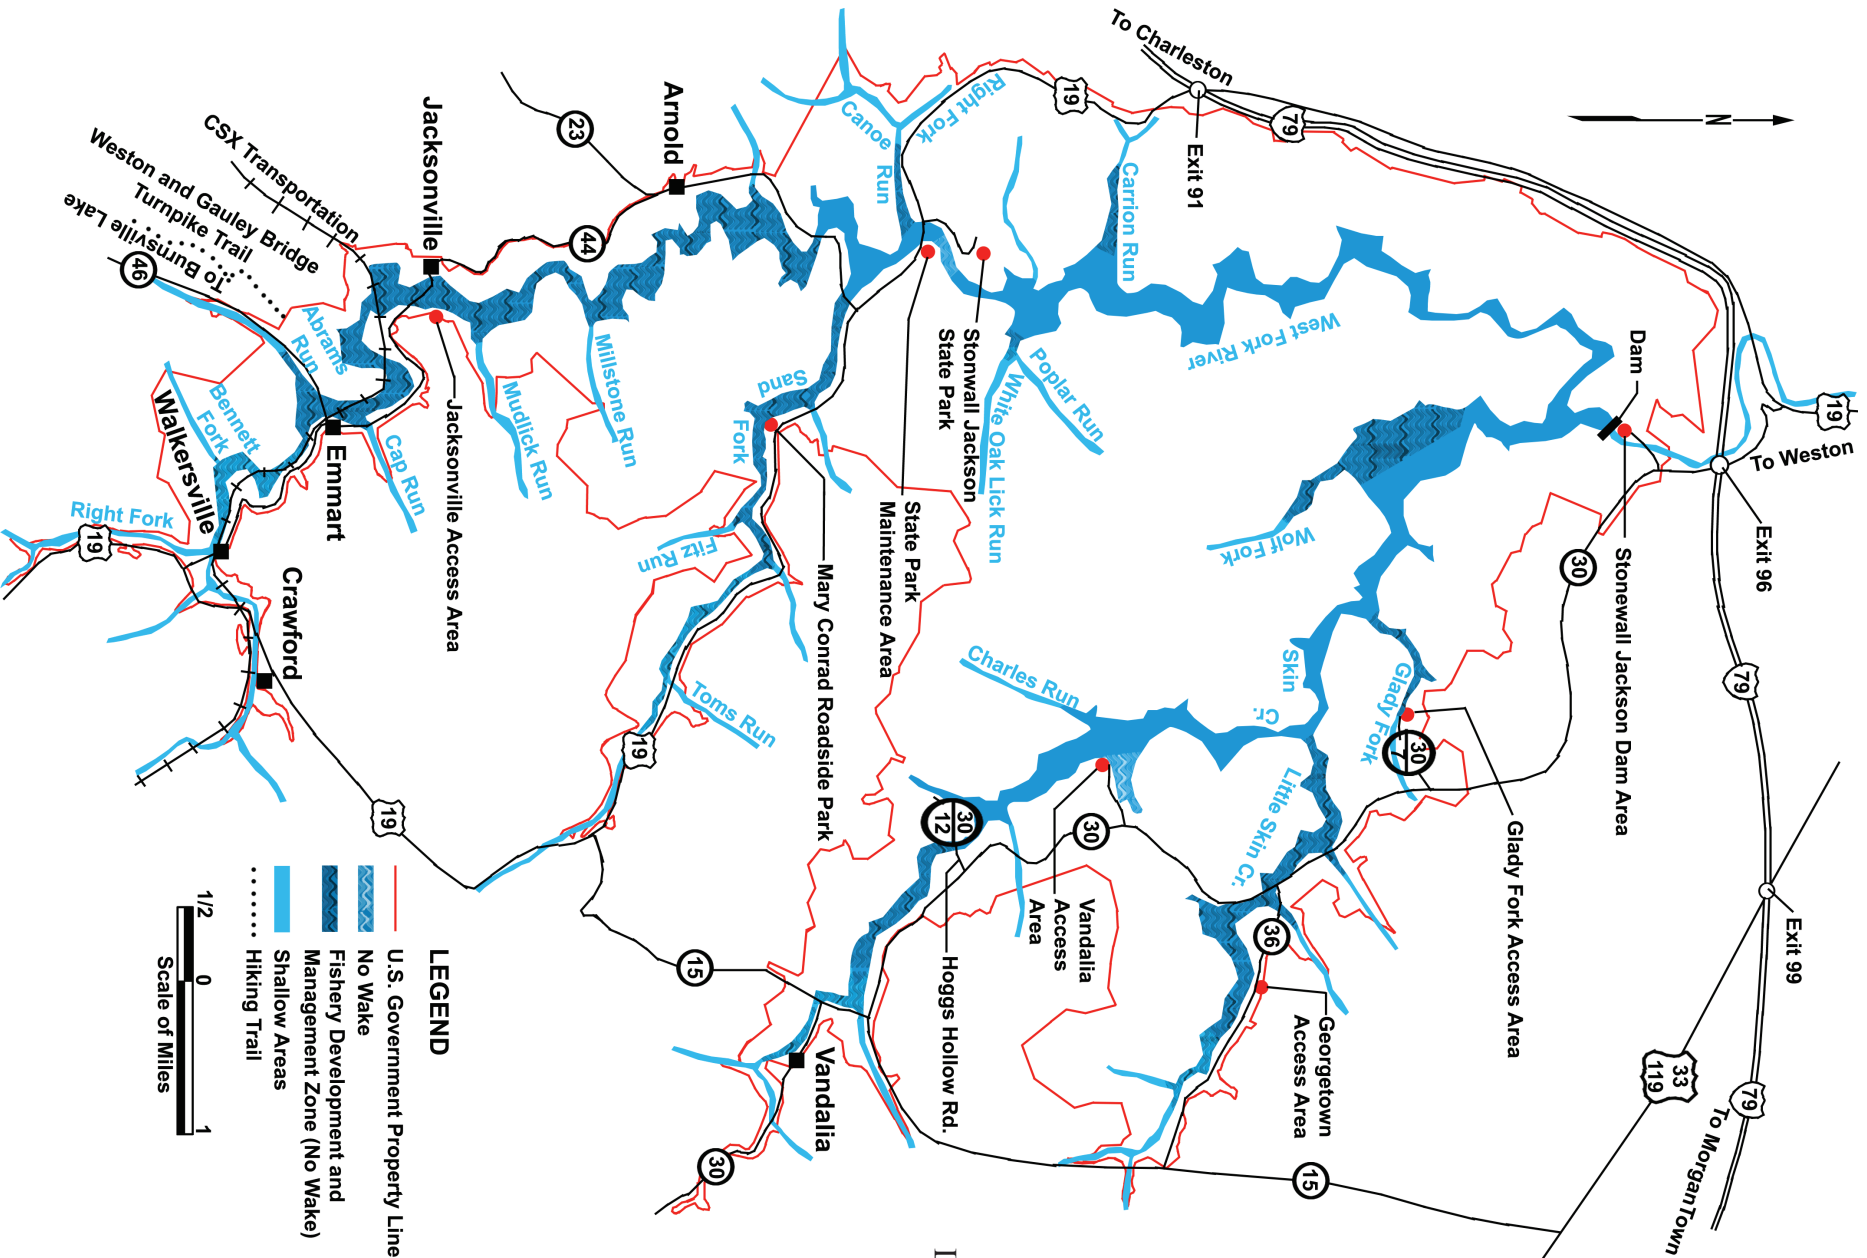 To Charleston
19
79
Exit 91
N
Right Fork
Canoe
Run
Carrion Run
Arnold
23
Jacksonville
44
CSX Transportation
Weston and Gauley Bridge
Turnpike Trail
To Burnsville Lake
46
Abrams
Run
Bennett
Fork
Walkersville
Emmart
Cap Run
Jacksonville Access Area
Mudlick Run
Millstone Run
Sand
Fork
Stonwall Jackson
State Park
State Park
Maintenance Area
White Oak Lick Run
Poplar Run
West Fork River
Dam
19
To Weston
Exit 96
Stonewall Jackson Dam Area
30
Wolf Fork
Fitz Run
Mary Conrad Roadside Park
Right Fork
19
Crawford
Toms Run
19
19
Charles Run
Skin
Cr.
Glady Fork
30
7
Glady Fork Access Area
79
Little Skin Cr.
30
12
30
Vandalia
Access
Area
Hoggs Hollow Rd.
36
Georgetown
Access Area
15
Vandalia
30
15
Exit 99
33
119
79
To MorganTown
LEGEND
U.S. Government Property Line
No Wake
Fishery Development and
Management Zone (No Wake)
Shallow Areas
Hiking Trail
1/2
0
1
Scale of Miles
I